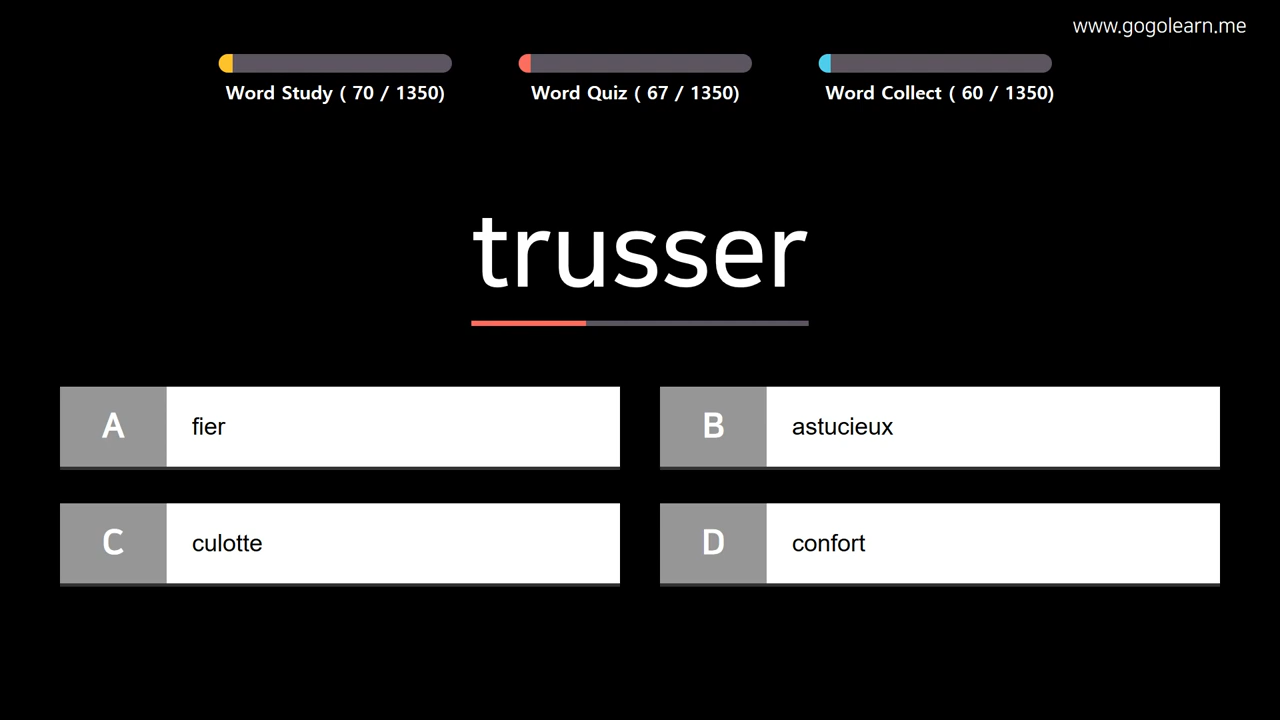 www.gogolearn.me
Word Study ( 70 / 1350)
Word Quiz ( 67 / 1350)
Word Collect ( 60 / 1350)
trusser
A fier
B astucieux
C culotte
D confort